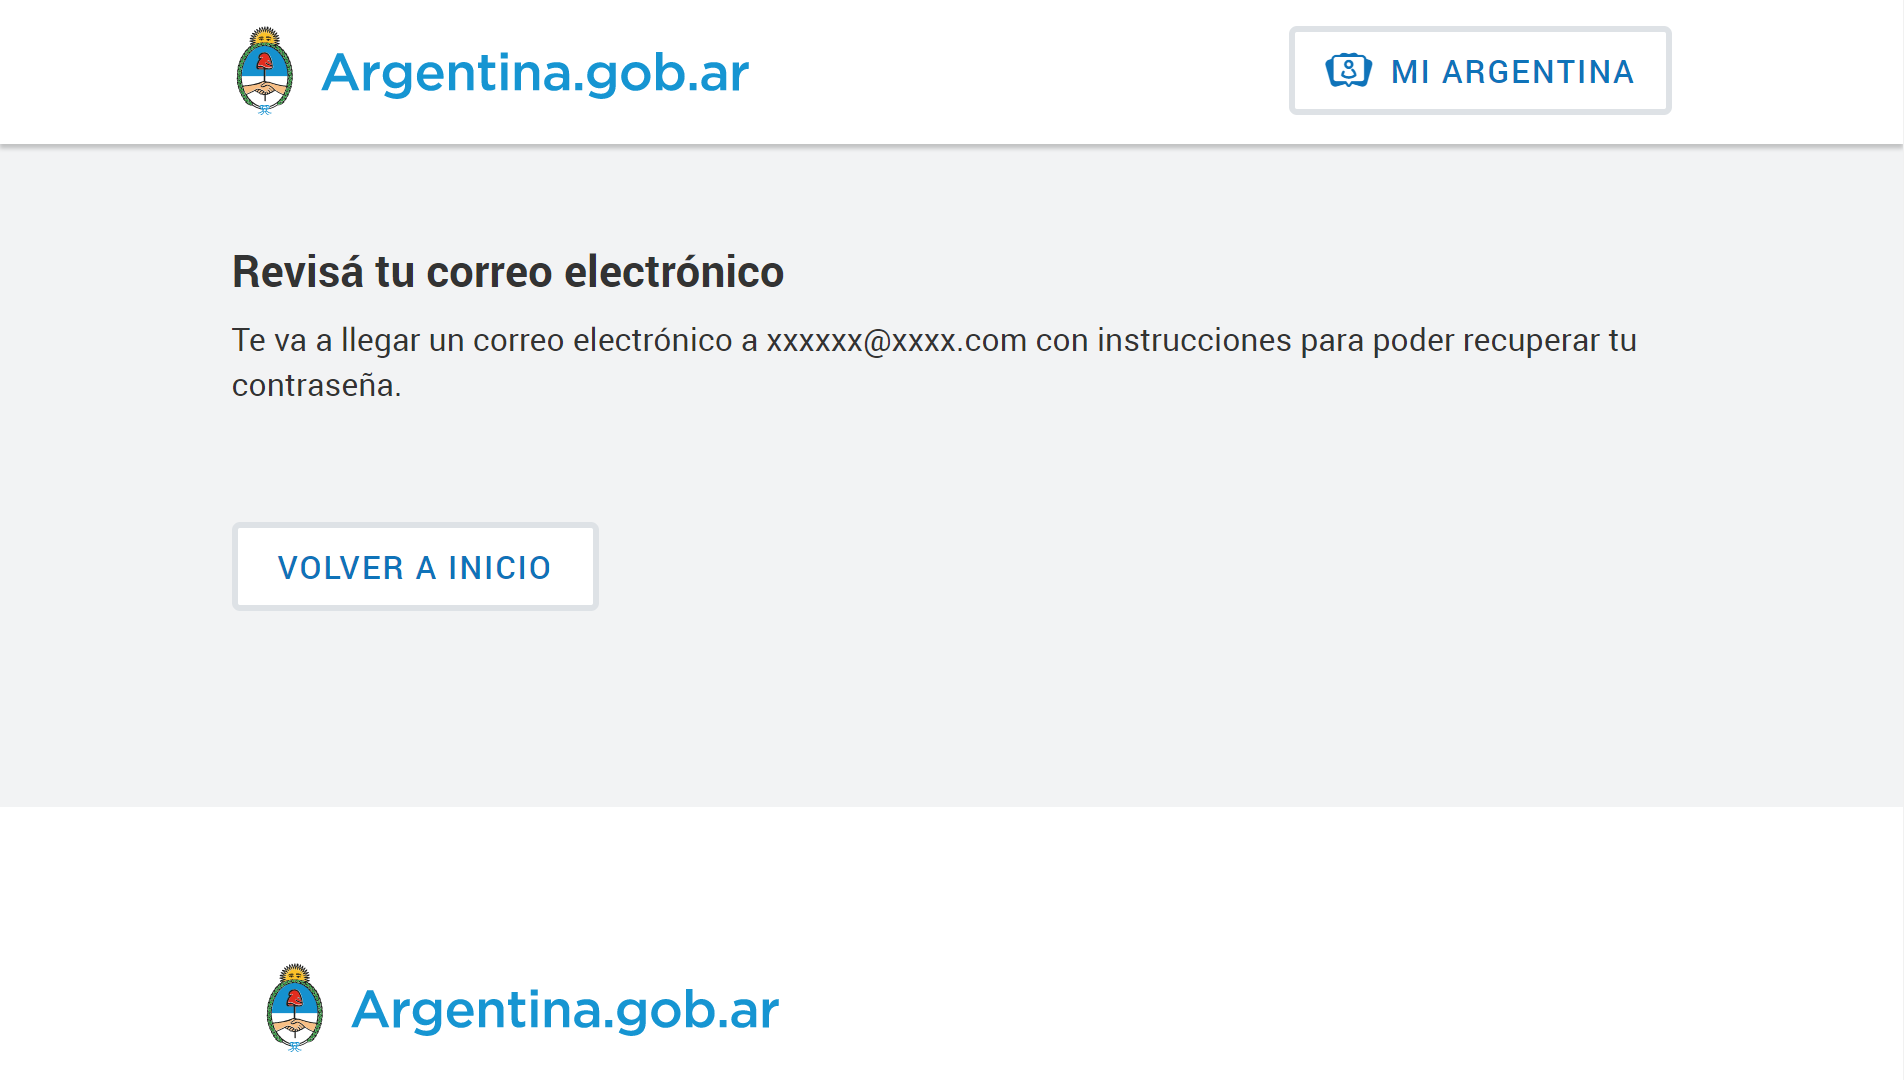 Argentina.gob.ar
MI ARGENTINA
Revisá tu correo electrónico
Te va a llegar un correo electrónico a xxxxxx@xxxx.com con instrucciones para poder recuperar tu
contraseña.
VOLVER A INICIO
Argentina.gob.ar